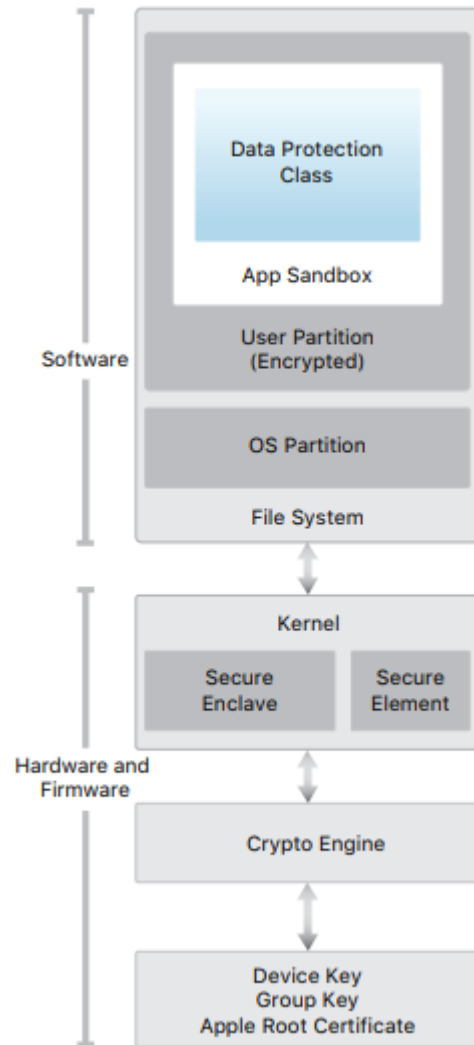 Data Protection
Class
App Sandbox
User Partition
(Encrypted)
Software
OS Partition
File System
Kernel
Secure
Enclave
Secure
Element
Hardware and
Firmware
Crypto Engine
Device Key
Group Key
Apple Root Certificate